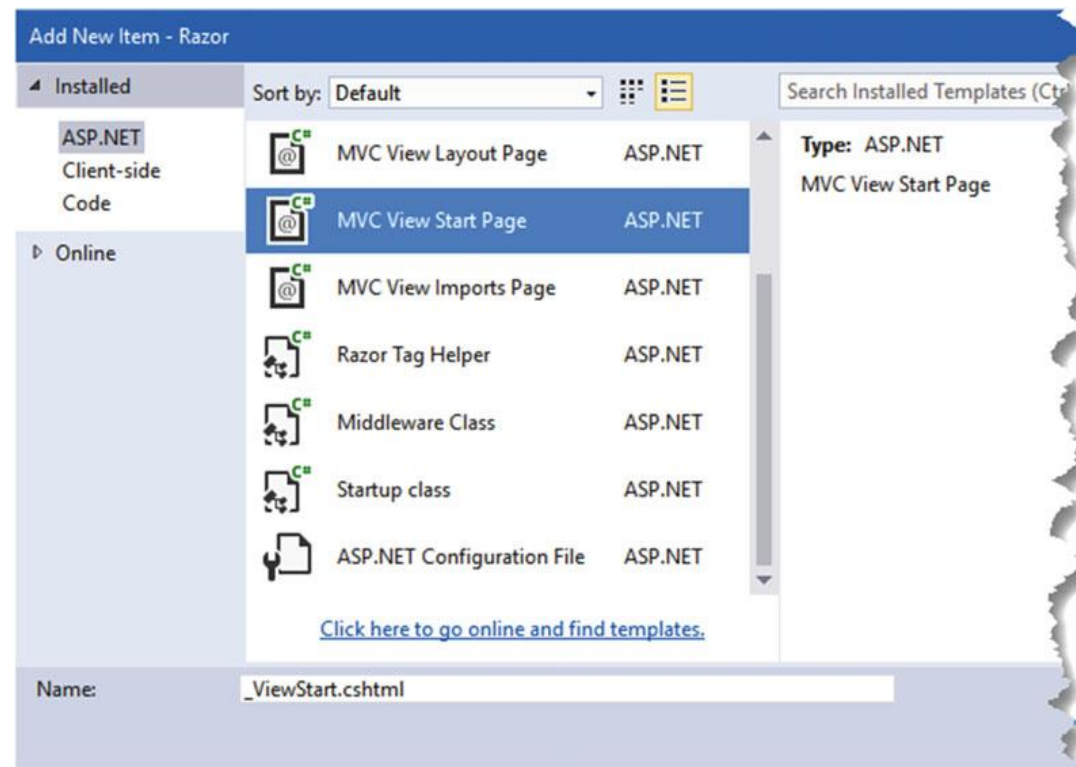 Add New Item - Razor
Installed
ASP.NET
Client-side
Code
Online
Sort by: Default
Search Installed Templates (Ctr
MVC View Layout Page ASP.NET
MVC View Start Page ASP.NET
MVC View Imports Page ASP.NET
Razor Tag Helper ASP.NET
Middleware Class ASP.NET
Startup class ASP.NET
ASP.NET Configuration File ASP.NET
Click here to go online and find templates.
Type: ASP.NET
MVC View Start Page
Name: _ViewStart.cshtml